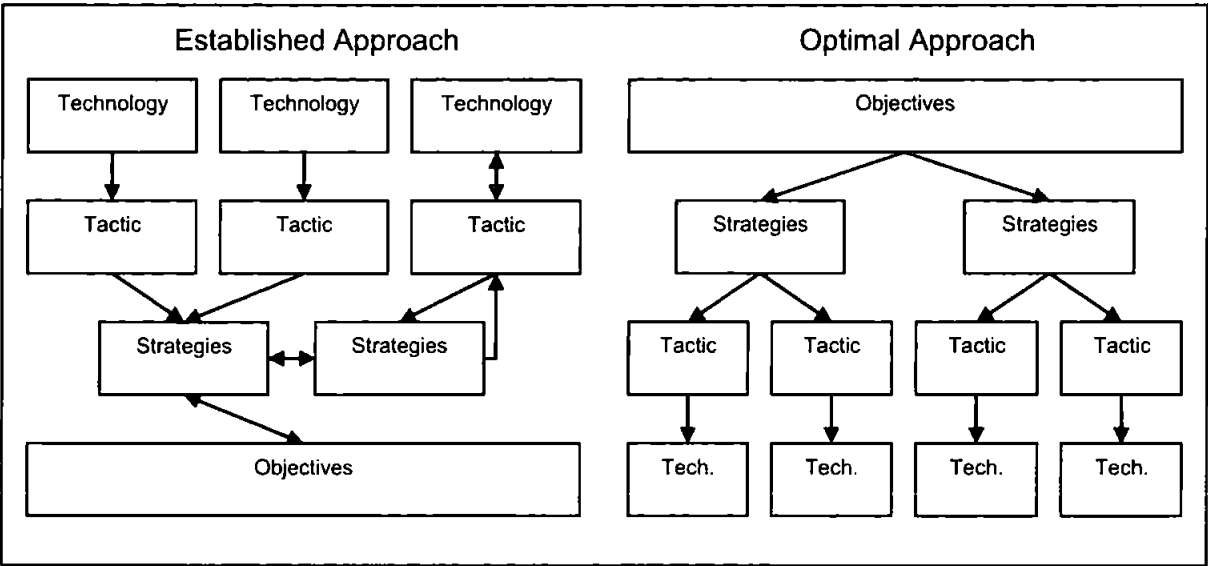 Established Approach
Technology
Technology
Technology
Tactic
Tactic
Tactic
Strategies
Strategies
Objectives
Optimal Approach
Objectives
Strategies
Strategies
Tactic
Tactic
Tactic
Tactic
Tech.
Tech.
Tech.
Tech.